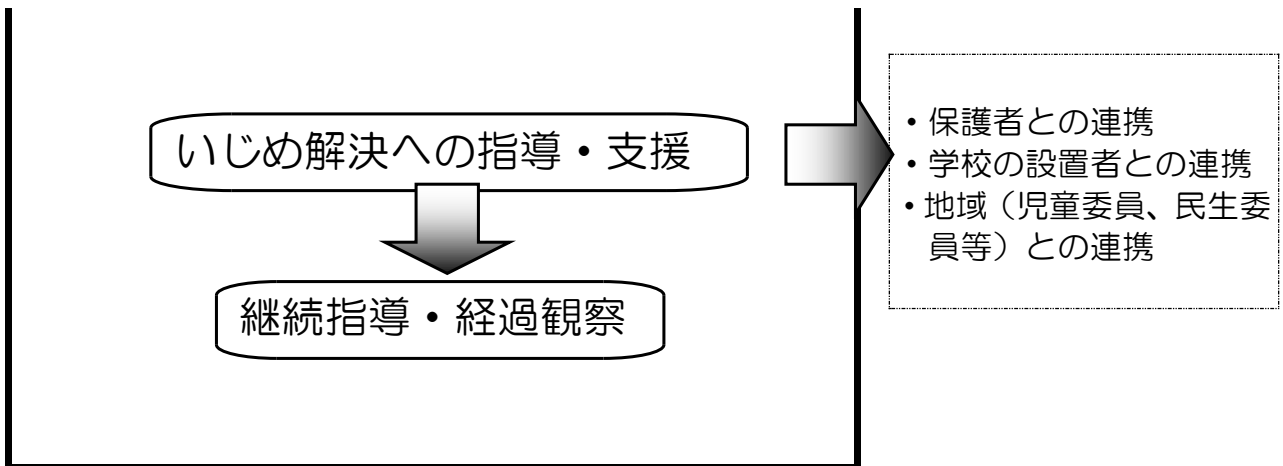 いじめ解決への指導・支援
継続指導・経過観察
・保護者との連携
・学校の設置者との連携
・地域（児童委員、民生委
員等）との連携